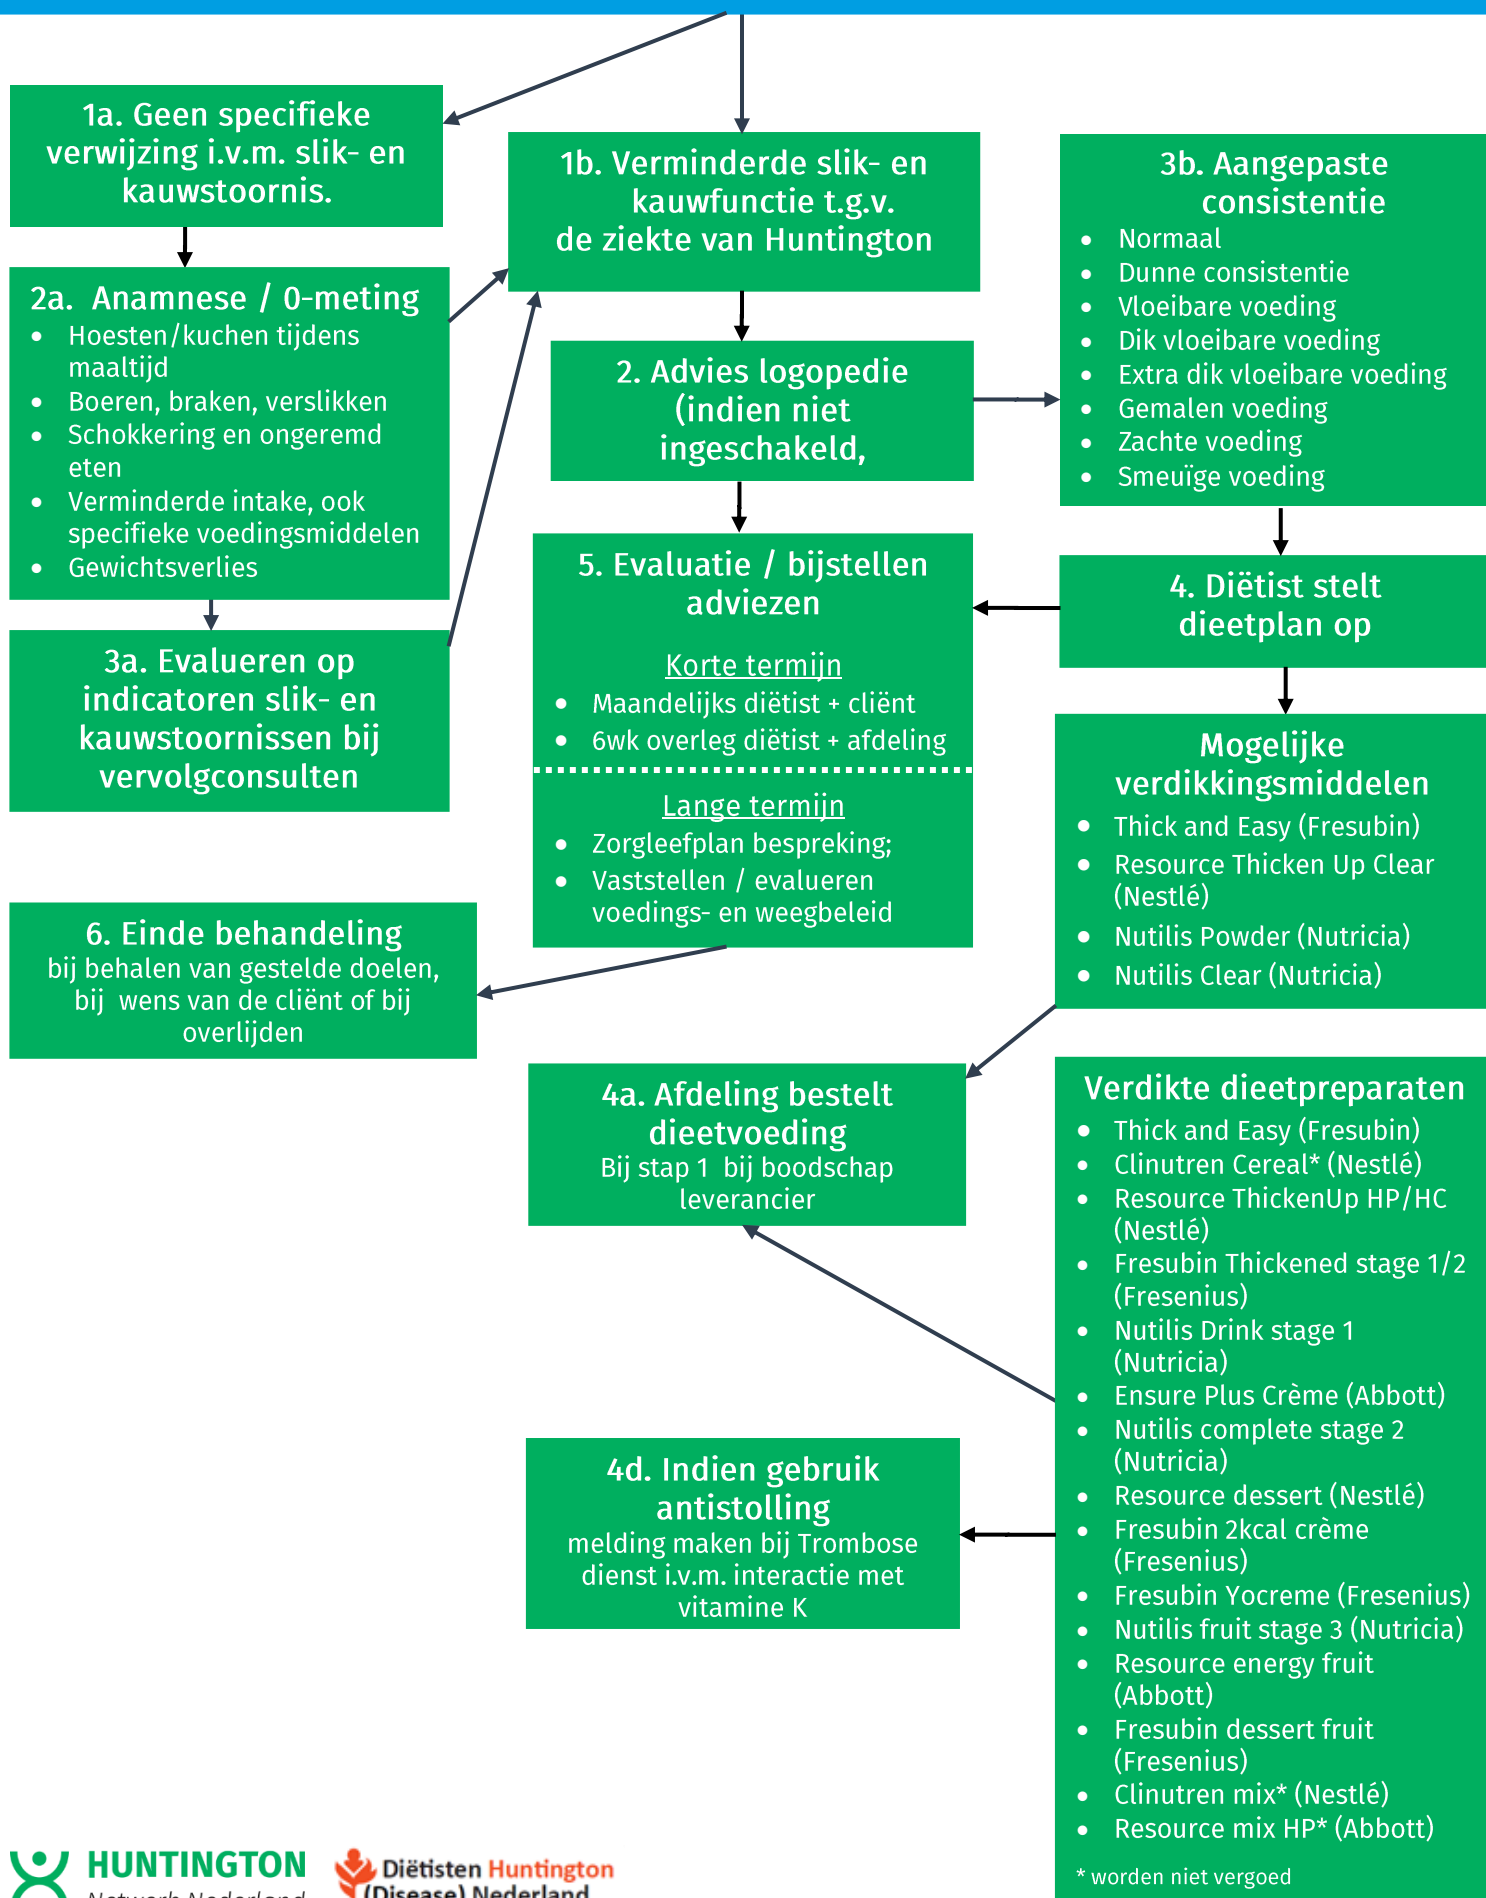 1a. Geen specifieke
verwijzing i.v.m. slik- en
kauwstoornis.
1b. Verminderde slik- en
kauwfunctie t.g.v.
de ziekte van Huntington
3b. Aangepaste
consistentie
• Normaal
• Dunne consistentie
• Vloeibare voeding
• Dik vloeibare voeding
• Extra dik vloeibare voeding
• Gemalen voeding
• Zachte voeding
• Smeuïge voeding
2a. Anamnese / 0-meting
• Hoesten/kuchen tijdens
maaltijd
• Boeren, braken, verslikken
• Schokkering en ongeremd
eten
• Verminderde intake, ook
specifieke voedingsmiddelen
• Gewichtsverlies
2. Advies logopedie
(indien niet
ingeschakeld,
3a. Evalueren op
indicatoren slik- en
kauwstoornissen bij
vervolgconsulten
5. Evaluatie / bijstellen
adviezen
Korte termijn
• Maandelijks diëtist + cliënt
• 6wk overleg diëtist + afdeling
Lange termijn
• Zorgleefplan bespreking;
• Vaststellen / evalueren
voedings- en weegbeleid
4. Diëtist stelt
dieetplan op
Mogelijke
verdikkingsmiddelen
• Thick and Easy (Fresubin)
• Resource Thicken Up Clear
(Nestlé)
• Nutilis Powder (Nutricia)
• Nutilis Clear (Nutricia)
6. Einde behandeling
bij behalen van gestelde doelen,
bij wens van de cliënt of bij
overlijden
4a. Afdeling bestelt
dieetvoeding
Bij stap 1 bij boodschap
leverancier
Verdikte dieetpreparaten
• Thick and Easy (Fresubin)
• Clinutren Cereal* (Nestlé)
• Resource ThickenUp HP/HC
(Nestlé)
• Fresubin Thickened stage 1/2
(Fresenius)
• Nutilis Drink stage 1
(Nutricia)
• Ensure Plus Crème (Abbott)
• Nutilis complete stage 2
(Nutricia)
• Resource dessert (Nestlé)
• Fresubin 2kcal crème
(Fresenius)
• Fresubin Yocreme (Fresenius)
• Nutilis fruit stage 3 (Nutricia)
• Resource energy fruit
(Abbott)
• Fresubin dessert fruit
(Fresenius)
• Clinutren mix* (Nestlé)
• Resource mix HP* (Abbott)
* worden niet vergoed
4d. Indien gebruik
antistolling
melding maken bij Trombose
dienst i.v.m. interactie met
vitamine K
HUNTINGTON
Netwerk Nederland
Diëtisten Huntington
(Disease) Nederland